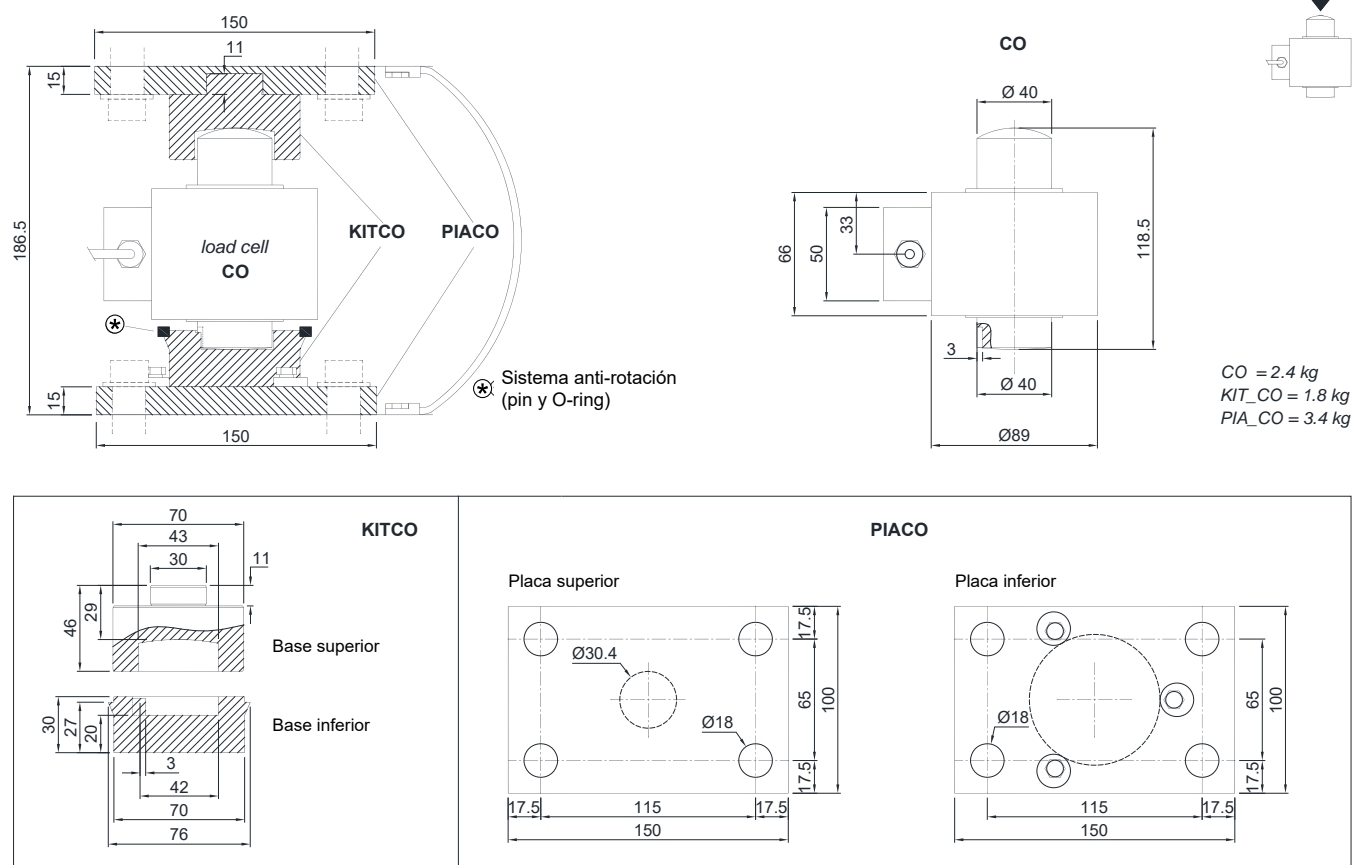 150
11
15
186.5
load cell
CO
KITCO
PIACO
Sistema anti-rotación
(pin y O-ring)
15
150
CO
Ø 40
66
50
33
118.5
3
Ø 40
Ø89
CO = 2.4 kg
KIT_CO = 1.8 kg
PIA_CO = 3.4 kg
KITCO
70
43
30
11
46
29
Base superior
30
27
20
Base inferior
3
42
70
76
PIACO
Placa superior
Ø30.4
Ø18
17.5
65
100
17.5
17.5
115
17.5
150
Placa inferior
Ø18
17.5
65
100
17.5
115
17.5
150